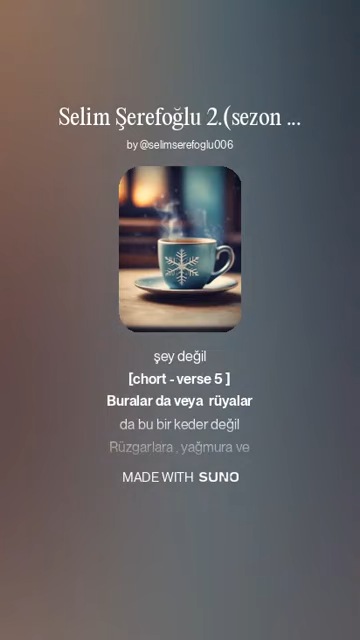 Selim Şerefoğlu 2.(sezon ...
by @selimserefoglu006
şey değil
[chort - verse 5 ]
Buralar da veya rüyalar
da bu bir keder değil
Rüzgarlara , yağmura ve
MADE WITH SUNO